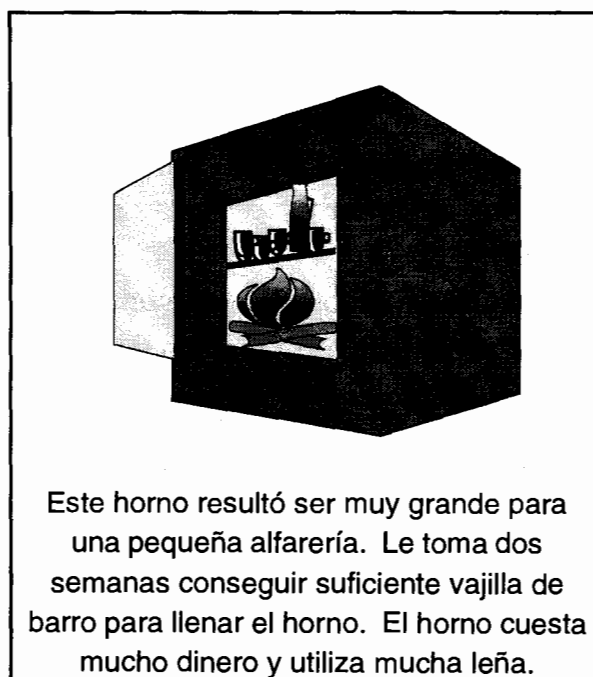 Este horno resultó ser muy grande para
una pequeña alfarería. Le toma dos
semanas conseguir suficiente vajilla de
barro para llenar el horno. El horno cuesta
mucho dinero y utiliza mucha leña.